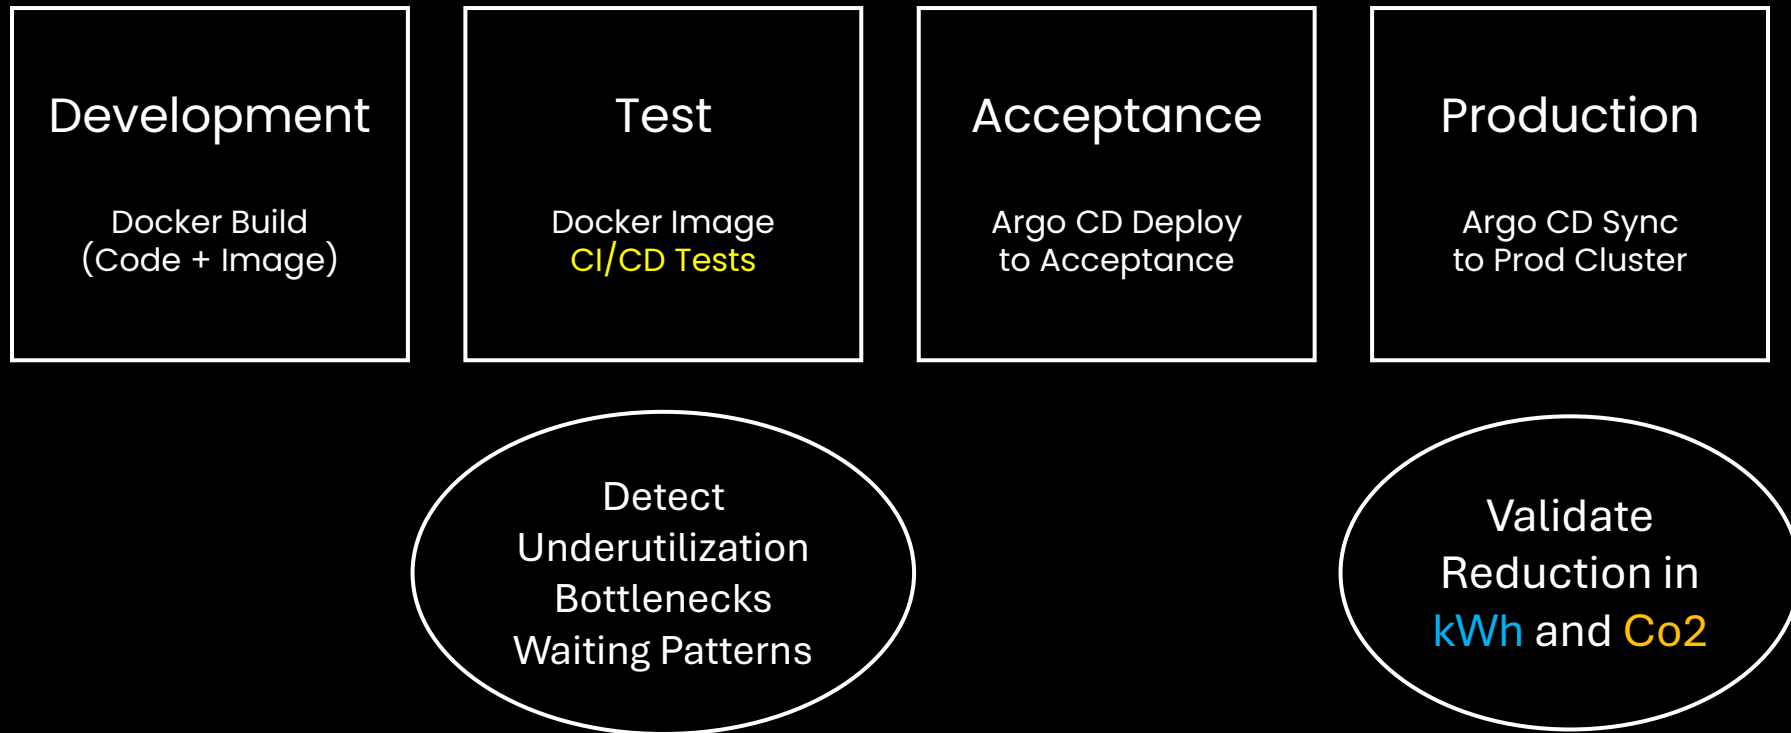 Development
Docker Build
(Code + Image)
Test
Docker Image
CI/CD Tests
Acceptance
Argo CD Deploy
to Acceptance
Production
Argo CD Sync
to Prod Cluster
Detect
Underutilization
Bottlenecks
Waiting Patterns
Validate
Reduction in
kWh and Co2